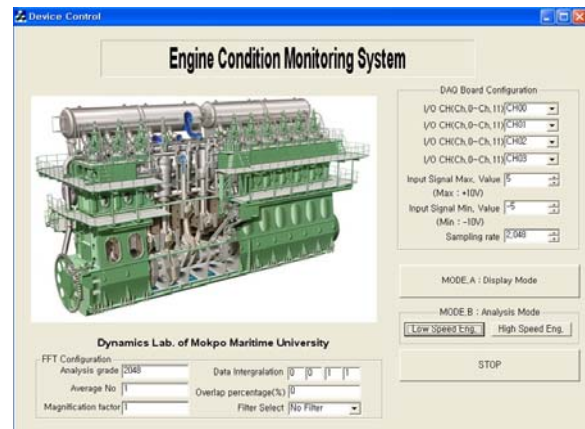 Device Control
Engine Condition Monitoring System
DAQ Board Configuration
I/O CH(Ch,0~Ch,11) CH00
I/O CH(Ch,0~Ch,11) CH01
I/O CH(Ch,0~Ch,11) CH02
I/O CH(Ch,0~Ch,11) CH03
Input Signal Max, Value 5
(Max : +10V)
Input Signal Min, Value -5
(Min : -10V)
Sampling rate 2,048
MODE,A : Display Mode
MODE,B : Analysis Mode
Low Speed Eng, High Speed Eng,
STOP
Dynamics Lab. of Mokpo Maritime University
FFT Configuration
Analysis grade 2048 Data Intergralation 0 0 1 1
Average No 1 Overlap percentage(%) 0
Magnification factor 1 Filter Select No Filter